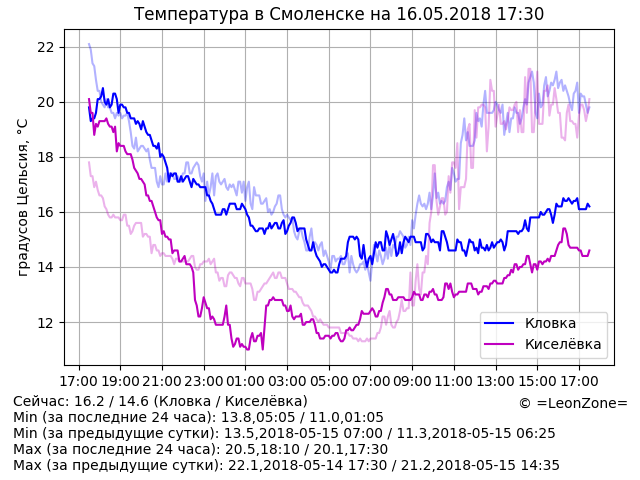 Температура в Смоленске на 16.05.2018 17:30
градусов Цельсия, °C
22
20
18
16
14
12
17:00 19:00 21:00 23:00 01:00 03:00 05:00 07:00 09:00 11:00 13:00 15:00 17:00
Кловка
Киселёвка
Сейчас: 16.2 / 14.6 (Кловка / Киселёвка)
© =LeonZone=
Min (за последние 24 часа): 13.8,05:05 / 11.0,01:05
Min (за предыдущие сутки): 13.5,2018-05-15 07:00 / 11.3,2018-05-15 06:25
Max (за последние 24 часа): 20.5,18:10 / 20.1,17:30
Max (за предыдущие сутки): 22.1,2018-05-14 17:30 / 21.2,2018-05-15 14:35